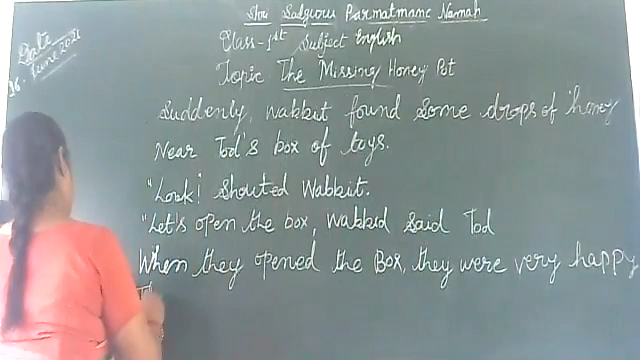 Shri Sadguru Parmatmane Namah
Date
16. June 2021
Class-1st Subject English
Topic The Missing Honey Pot
Suddenly, wabbit found some drops of honey
Near Tod's box of toys.
"Look! Shouted Wabbit.
"Let's open the box, wabbid said Tod
When they opened the Box, they were very happy